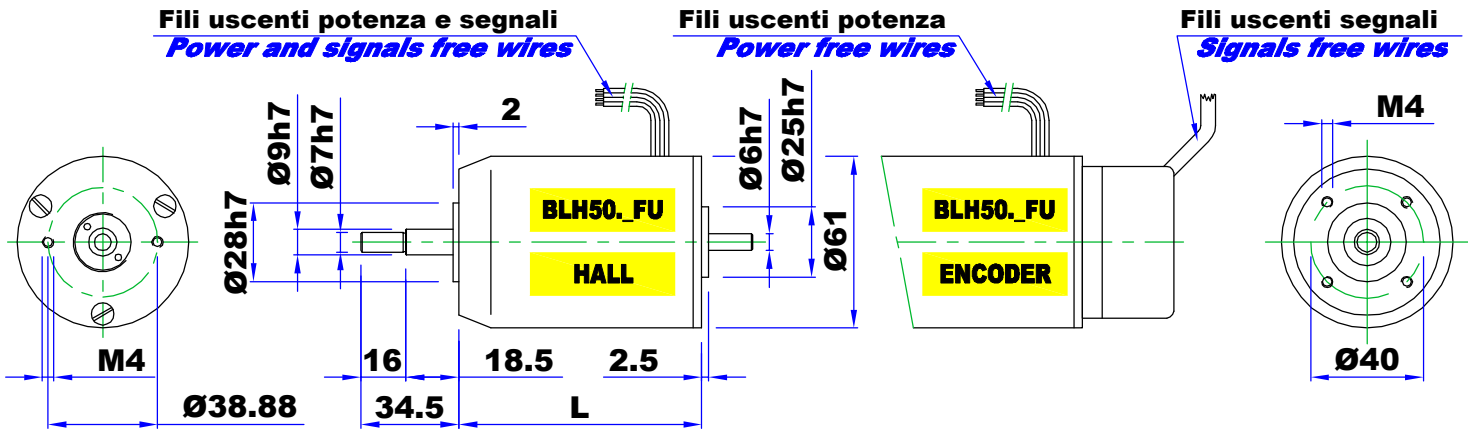 Fili uscenti potenza e segnali
Power and signals free wires
Fili uscenti potenza
Power free wires
Fili uscenti segnali
Signals free wires
2
M4
Ø9h7
Ø7h7
Ø28h7
Ø6h7
Ø25h7
Ø61
BLH50._FU
HALL
BLH50._FU
ENCODER
M4
16
18.5
2.5
Ø40
Ø38.88
34.5
L